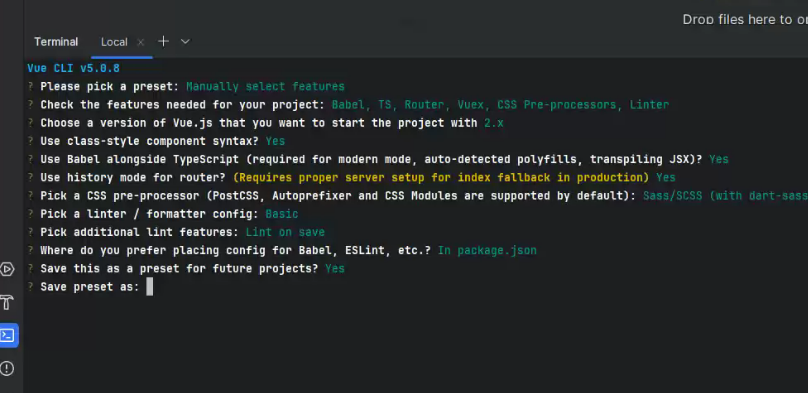 Drop files here to
Terminal Local
Vue CLI v5.0.8
? Please pick a preset: Manually select features
? Check the features needed for your project: Babel, TS, Router, Vuex, CSS Pre-processors, Linter
? Choose a version of Vue.js that you want to start the project with 2.x
? Use class-style component syntax? Yes
? Use Babel alongside TypeScript (required for modern mode, auto-detected polyfills, transpiling JSX)? Yes
? Use history mode for router? (Requires proper server setup for index fallback in production) Yes
? Pick a CSS pre-processor (PostCSS, Autoprefixer and CSS Modules are supported by default): Sass/SCSS (with dart-sass
? Pick a linter / formatter config: Basic
? Pick additional lint features: Lint on save
? Where do you prefer placing config for Babel, ESLint, etc.? In package.json
? Save this as a preset for future projects? Yes
? Save preset as: